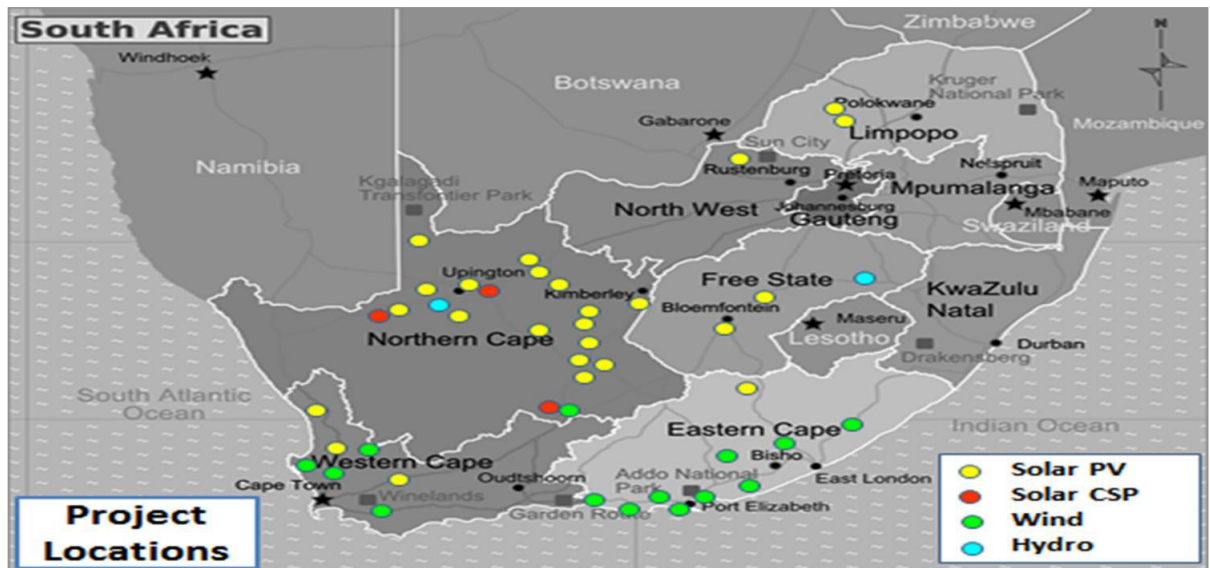 South Africa
Zimbabwe
N
Windhoek
Botswana
Kruger
National Park
Polokwane
Gabarone
Limpopo
Mozambique
Sun City
Namibia
Rustenburg
Pretoria
Nelspruit
Kgalagadi
Transfontier Park
Mpumalanga
Maputo
North West
Johannesburg
Gauteng
Mbabane
Swaziland
Upington
Free State
Kimberley
KwaZulu
Natal
Bloemfontein
Northern Cape
Maseru
Lesotho
Durban
Drakensberg
South Atlantic
Ocean
Eastern Cape
Indian Ocean
Western Cape
Bisho
Addo National
Park
East London
Cape Town
Oudtshoorn
Winelands
Garden Route
Port Elizabeth
Project
Locations
Solar PV
Solar CSP
Wind
Hydro